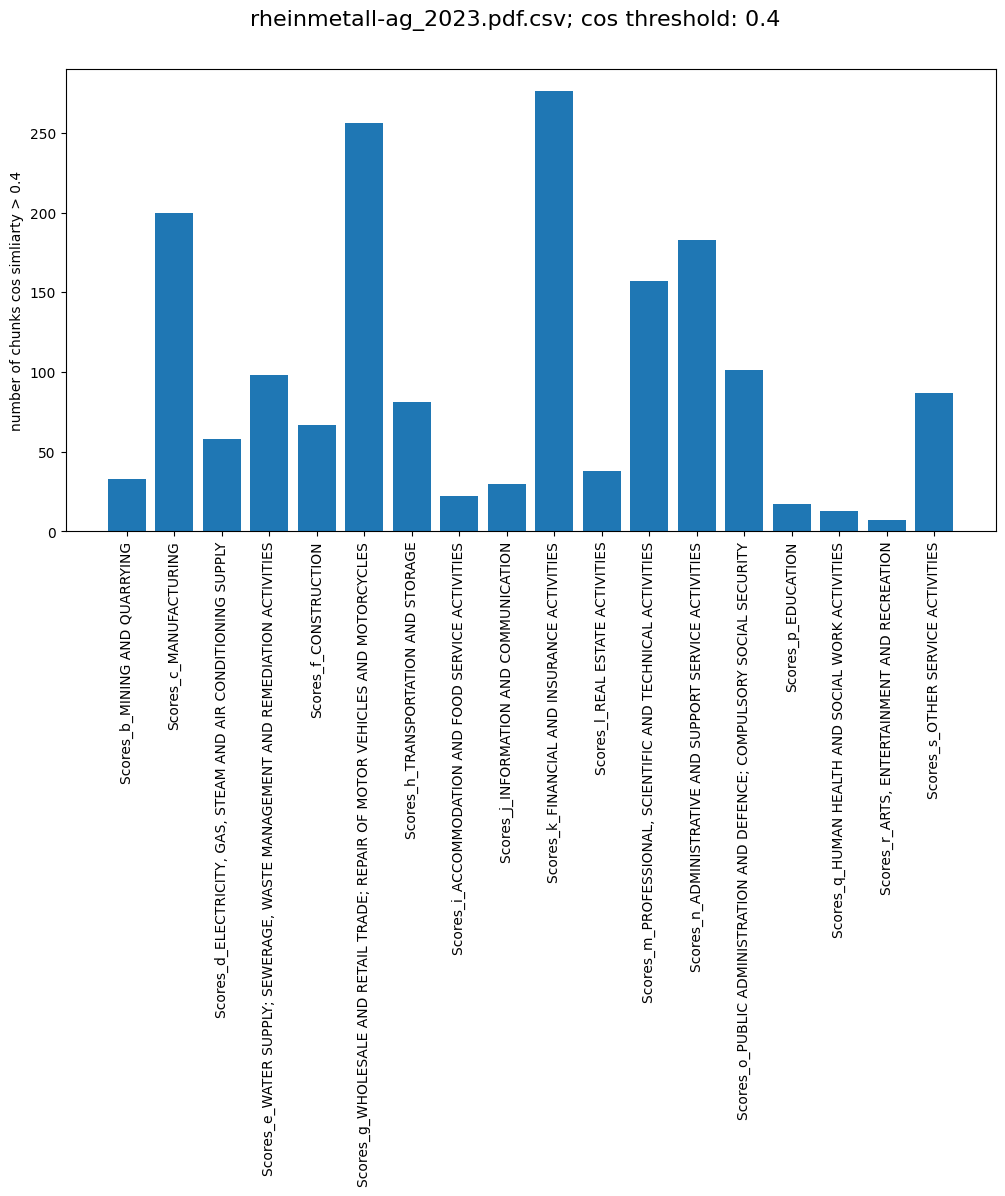 rheinmetall-ag_2023.pdf.csv; cos threshold: 0.4
number of chunks cos simliarty > 0.4
250
200
150
100
50
0
Scores_b_MINING AND QUARRYING
Scores_c_MANUFACTURING
Scores_d_ELECTRICITY, GAS, STEAM AND AIR CONDITIONING SUPPLY
Scores_e_WATER SUPPLY; SEWERAGE, WASTE MANAGEMENT AND REMEDIATION ACTIVITIES
Scores_f_CONSTRUCTION
Scores_g_WHOLESALE AND RETAIL TRADE; REPAIR OF MOTOR VEHICLES AND MOTORCYCLES
Scores_h_TRANSPORTATION AND STORAGE
Scores_i_ACCOMMODATION AND FOOD SERVICE ACTIVITIES
Scores_j_INFORMATION AND COMMUNICATION
Scores_k_FINANCIAL AND INSURANCE ACTIVITIES
Scores_l_REAL ESTATE ACTIVITIES
Scores_m_PROFESSIONAL, SCIENTIFIC AND TECHNICAL ACTIVITIES
Scores_n_ADMINISTRATIVE AND SUPPORT SERVICE ACTIVITIES
Scores_o_PUBLIC ADMINISTRATION AND DEFENCE; COMPULSORY SOCIAL SECURITY
Scores_p_EDUCATION
Scores_q_HUMAN HEALTH AND SOCIAL WORK ACTIVITIES
Scores_r_ARTS, ENTERTAINMENT AND RECREATION
Scores_s_OTHER SERVICE ACTIVITIES